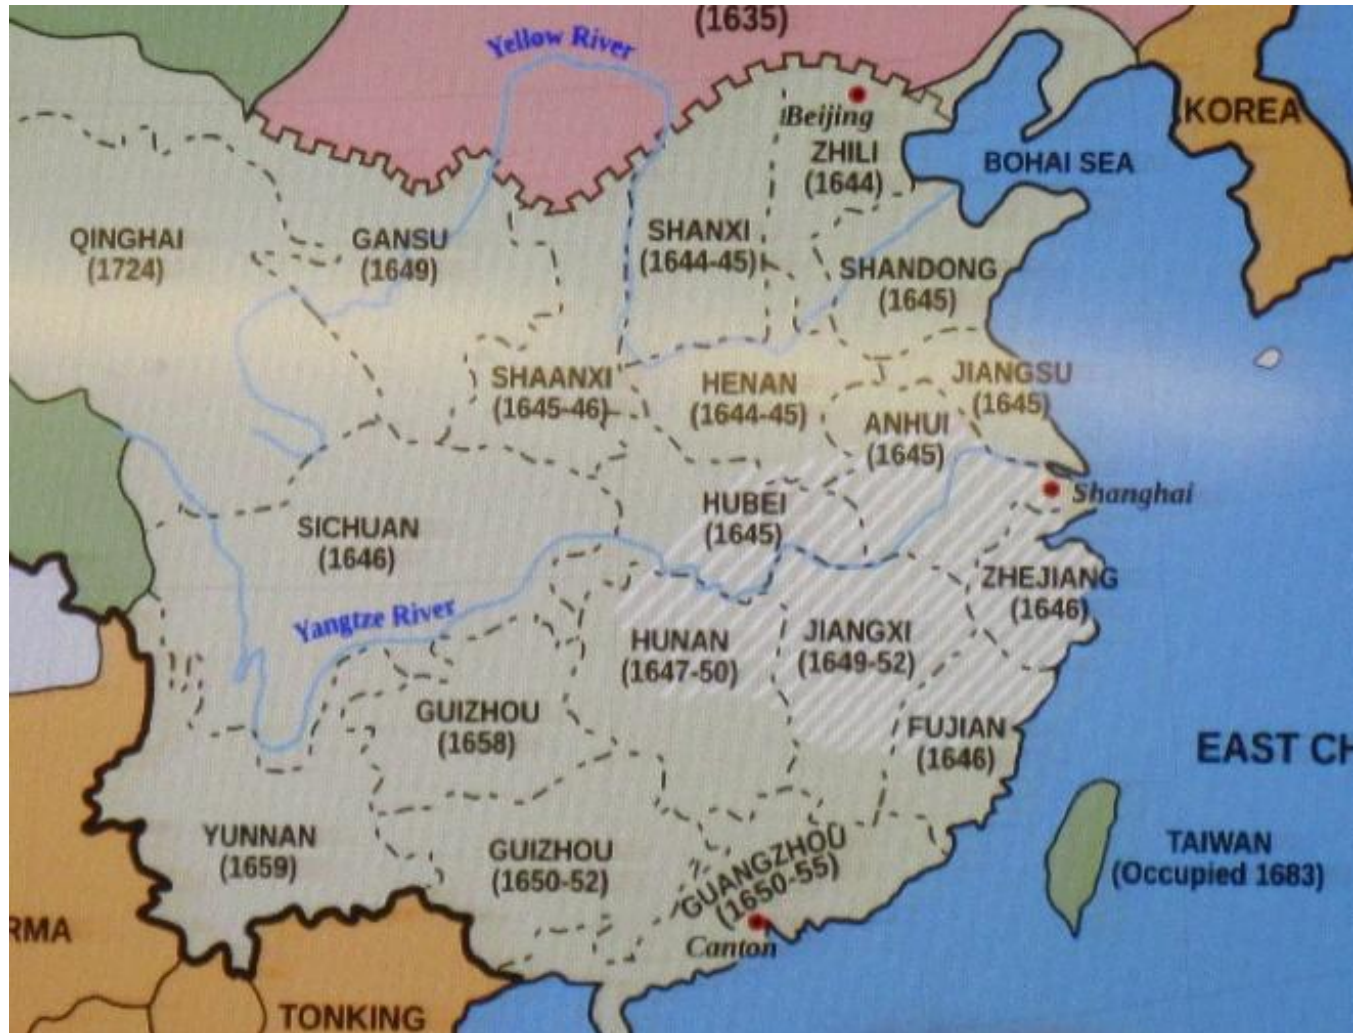 (1635)
Yellow River
Beijing
KOREA
ZHILI
(1644)
BOHAI SEA
QINGHAI
(1724)
GANSU
(1649)
SHANXI
(1644-45)
SHANDONG
(1645)
SHAANXI
(1645-46)
HENAN
(1644-45)
JIANGSU
(1645)
ANHUI
(1645)
Shanghai
HUBEI
(1645)
SICHUAN
(1646)
ZHEJIANG
(1646)
Yangtze River
HUNAN
(1647-50)
JIANGXI
(1649-52)
GUIZHOU
(1658)
FUJIAN
(1646)
EAST CH
YUNNAN
(1659)
GUIZHOU
(1650-52)
GUANGZHOU
(1650-55)
TAIWAN
(Occupied 1683)
RMA
Canton
TONKING